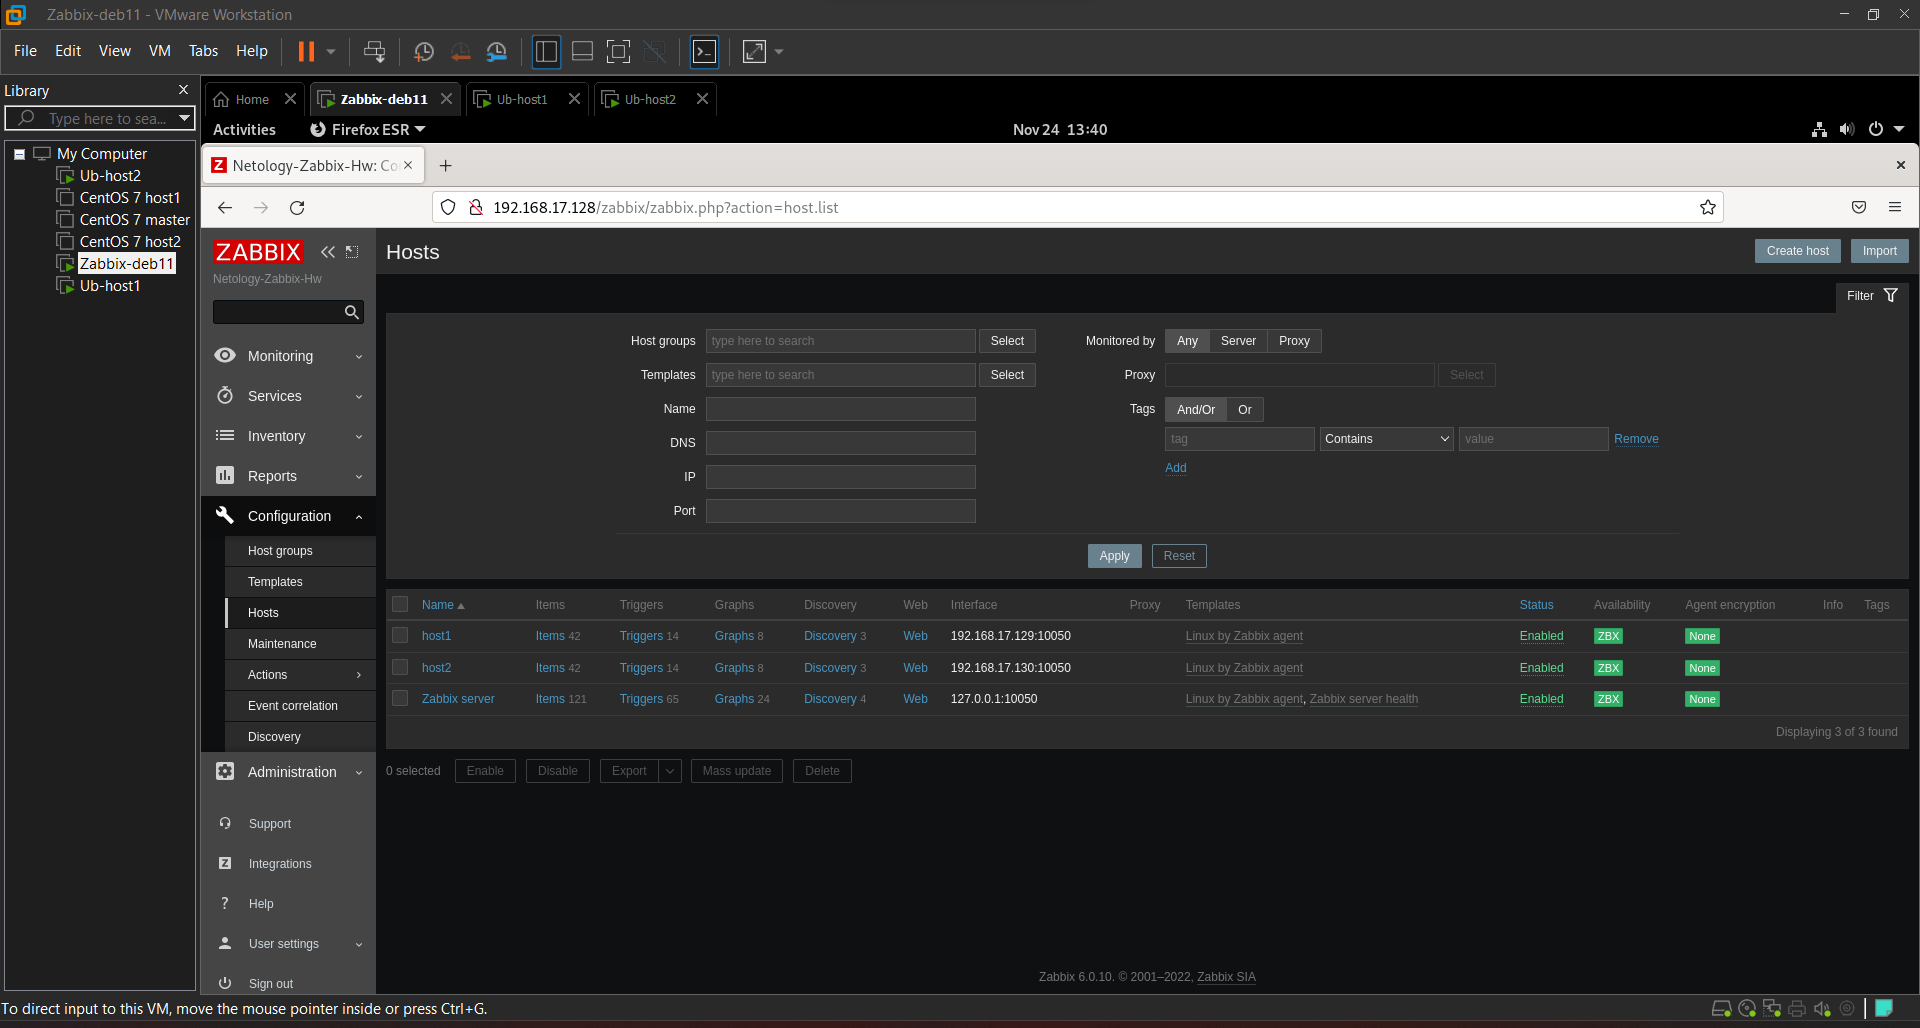 Zabbix-deb11 - VMware Workstation
File Edit View VM Tabs Help
Library
Type here to sea...
My Computer
Ub-host2
CentOS 7 host1
CentOS 7 master
CentOS 7 host2
Zabbix-deb11
Ub-host1
Home Zabbix-deb11 Ub-host1 Ub-host2
Activities Firefox ESR Nov 24 13:40
Z Netology-Zabbix-Hw: Co
192.168.17.128/zabbix/zabbix.php?action=host.list
ZABBIX
Netology-Zabbix-Hw
Monitoring
Services
Inventory
Reports
Configuration
Host groups
Templates
Hosts
Maintenance
Actions
Event correlation
Discovery
Administration
Support
Z Integrations
? Help
User settings
Sign out
Hosts Create host Import
Filter
Host groups type here to search Select
Templates type here to search Select
Name
DNS
IP
Port
Monitored by Any Server Proxy
Proxy Select
Tags And/Or Or
tag Contains value Remove
Add
Apply Reset
Name Items Triggers Graphs Discovery Web Interface Proxy Templates Status Availability Agent encryption Info Tags
host1 Items 42 Triggers 14 Graphs 8 Discovery 3 Web 192.168.17.129:10050 Linux by Zabbix agent Enabled ZBX None
host2 Items 42 Triggers 14 Graphs 8 Discovery 3 Web 192.168.17.130:10050 Linux by Zabbix agent Enabled ZBX None
Zabbix server Items 121 Triggers 65 Graphs 24 Discovery 4 Web 127.0.0.1:10050 Linux by Zabbix agent, Zabbix server health Enabled ZBX None
Displaying 3 of 3 found
0 selected Enable Disable Export Mass update Delete
Zabbix 6.0.10. © 2001–2022, Zabbix SIA
To direct input to this VM, move the mouse pointer inside or press Ctrl+G.